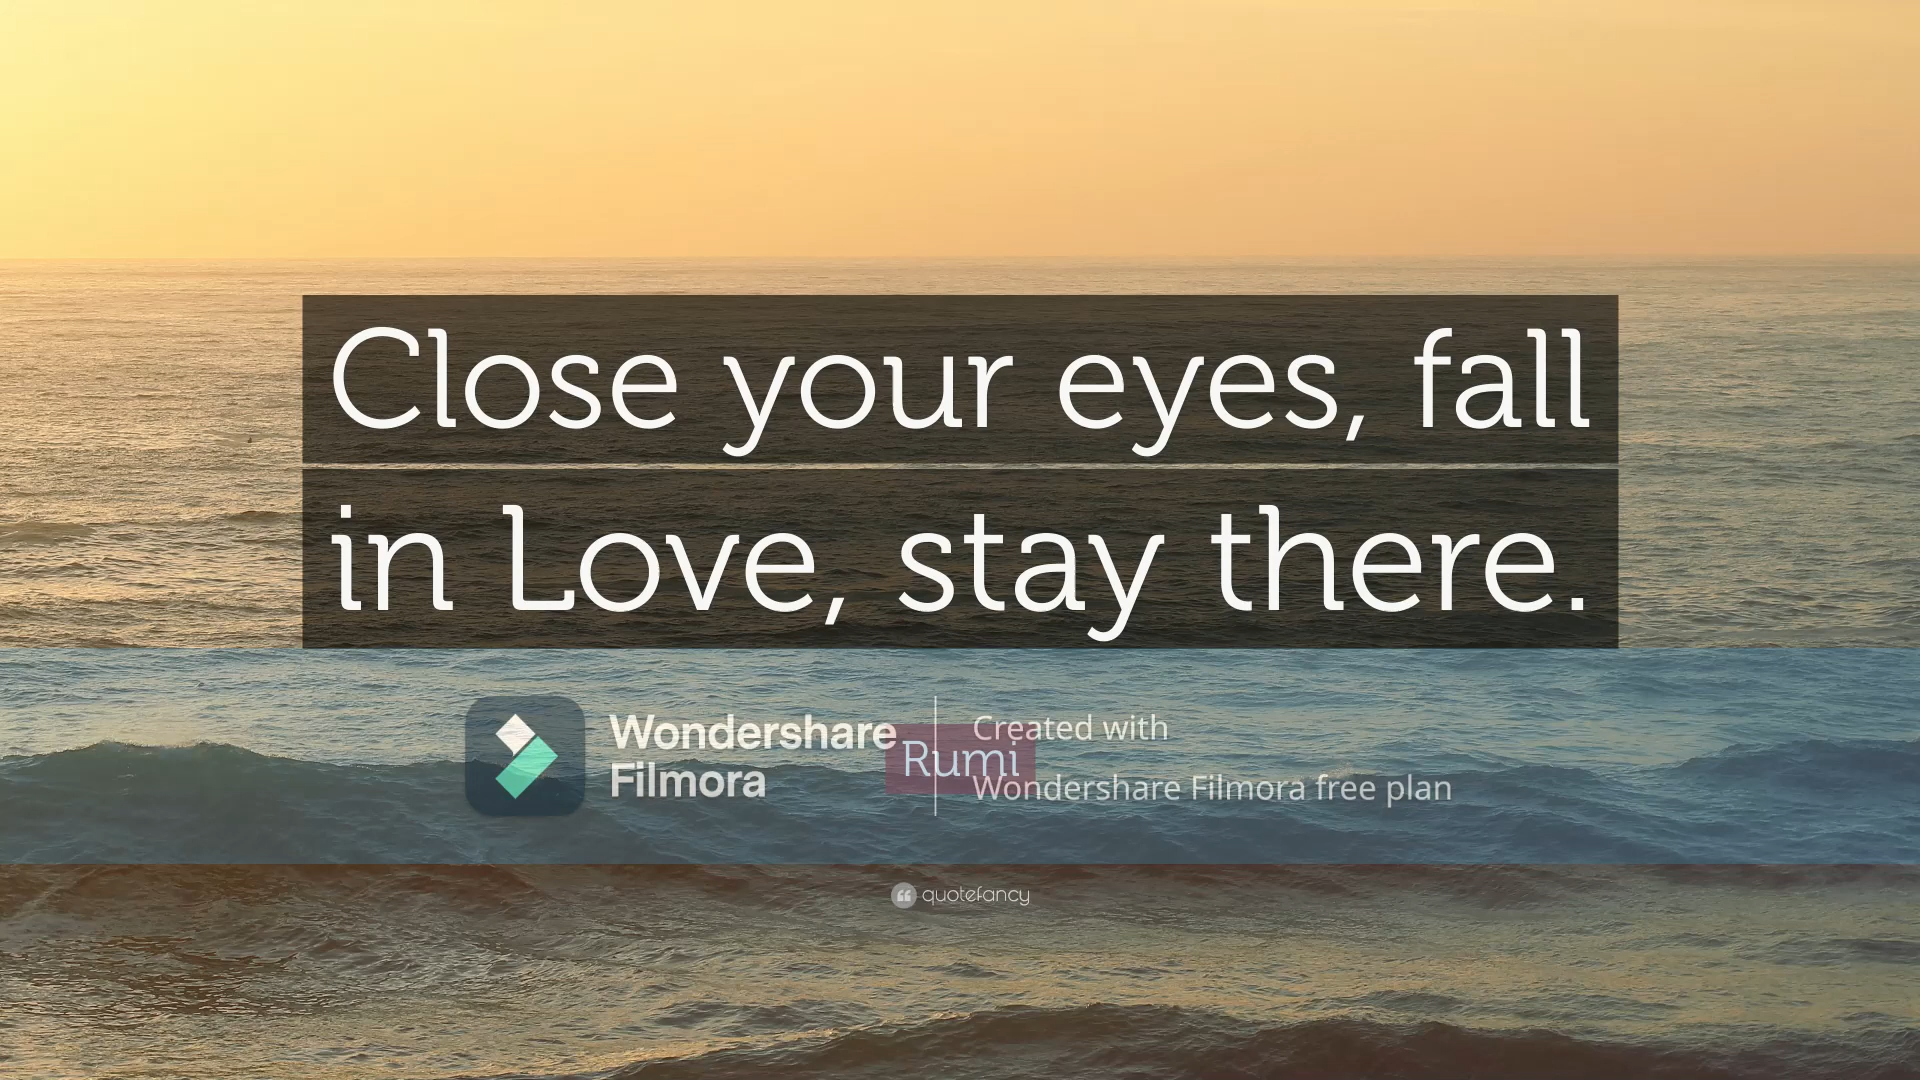 Close your eyes, fall
in Love, stay there.
Wondershare
Filmora
Rumi
Created with
Wondershare Filmora free plan
quotefancy